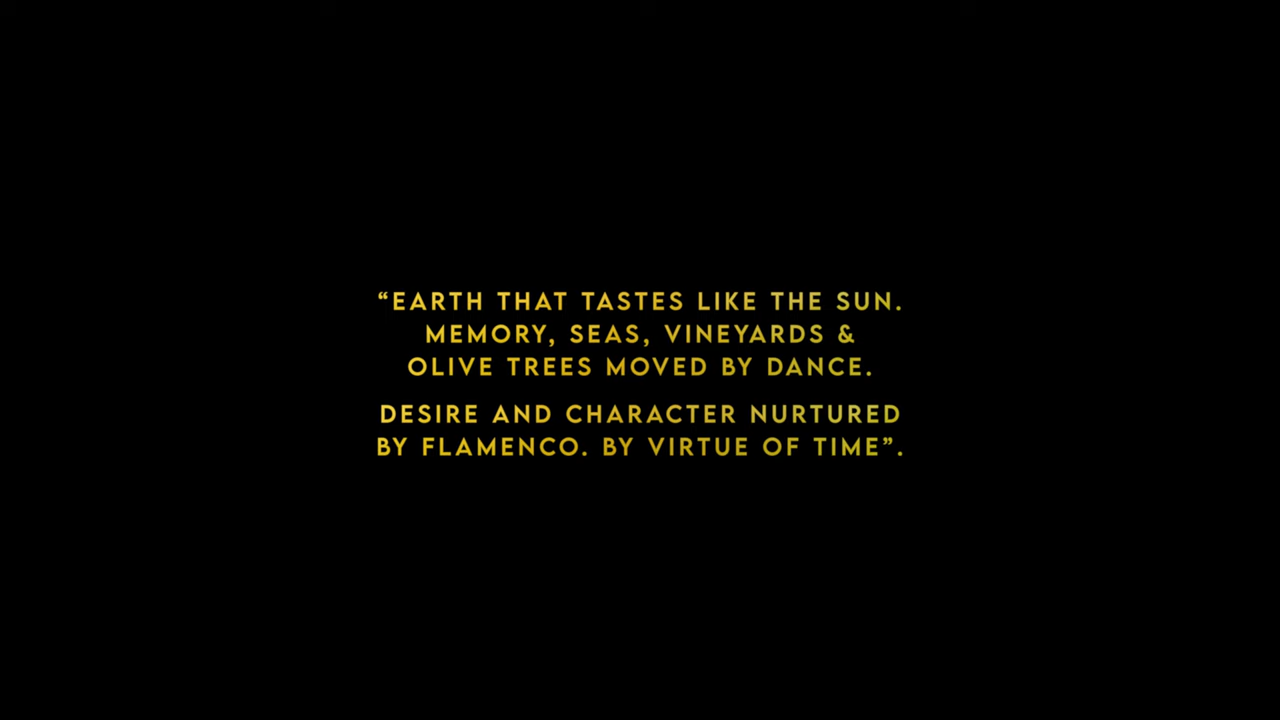 “EARTH THAT TASTES LIKE THE SUN.
MEMORY, SEAS, VINEYARDS &
OLIVE TREES MOVED BY DANCE.
DESIRE AND CHARACTER NURTURED
BY FLAMENCO. BY VIRTUE OF TIME”.